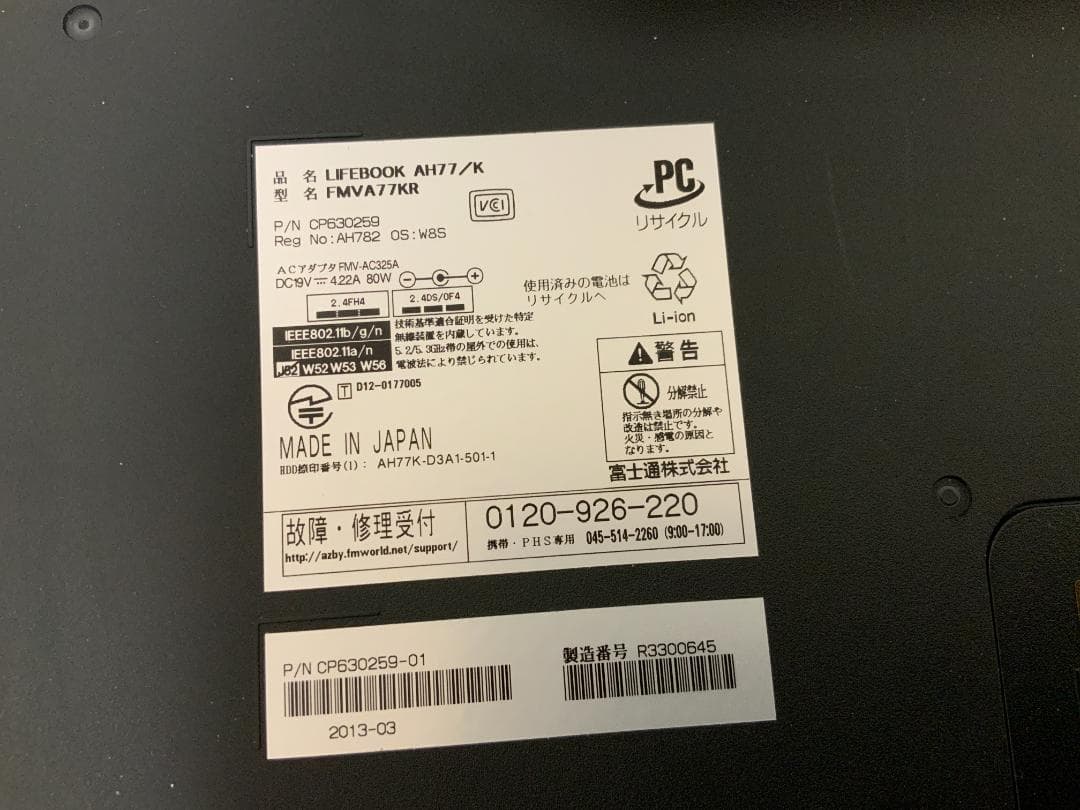 品 名 LIFEBOOK AH77/K
型 名 FMVA77KR
P/N CP630259
Reg No:AH782 OS:W8S
VCI
PC
リサイクル
ACアダプタ FMV-AC325A
DC19V 4.22A 80W
2.4FH4
2.4DS/OF4
使用済みの電池は
リサイクルへ
Li-ion
IEEE802.11b/g/n
IEEE802.11a/n
J52 W52 W53 W56
技術基準適合証明を受けた特定
無線装置を内蔵しています。
5.2/5.3GHz帯の屋外での使用は、
電波法により禁じられています。
T D12-0177005
警告
分解禁止
指示無き場所の分解や
改造は禁止です。
火災・感電の原因と
なります。
MADE IN JAPAN
HDD捺印番号(1): AH77K-D3A1-501-1
富士通株式会社
故障・修理受付
http://azby.fmworld.net/support/
0120-926-220
携帯・PHS専用 045-514-2260 (9:00-17:00)
P/N CP630259-01
2013-03
製造番号 R3300645